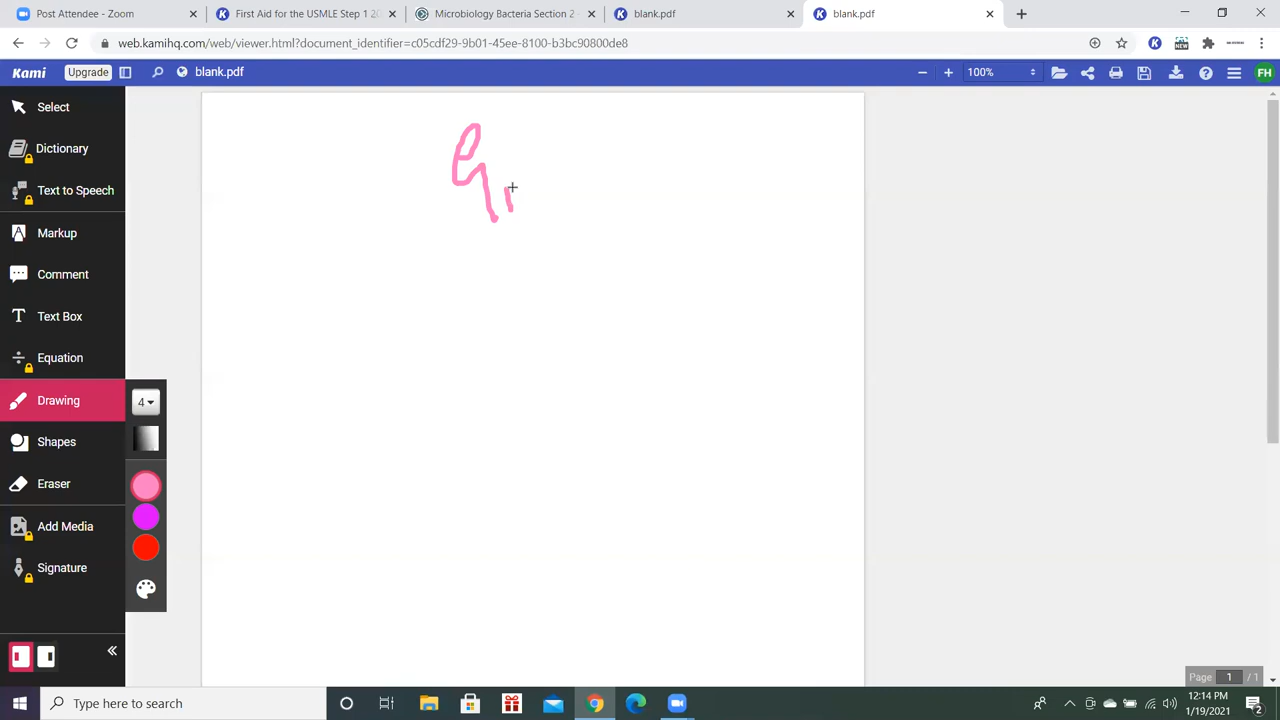 Post Attendee - Zoom
First Aid for the USMLE Step 1 20
Microbiology Bacteria Section 2 -
blank.pdf
blank.pdf
web.kamihq.com/web/viewer.html?document_identifier=c05cdf29-9b01-45ee-8100-b3bc90800de8
NEW
Kami
Upgrade
blank.pdf
100%
FH
Select
Dictionary
Text to Speech
Markup
Comment
Text Box
Equation
Drawing
4
Shapes
Eraser
Add Media
Signature
Page 1 / 1
Type here to search
12:14 PM
1/19/2021
2